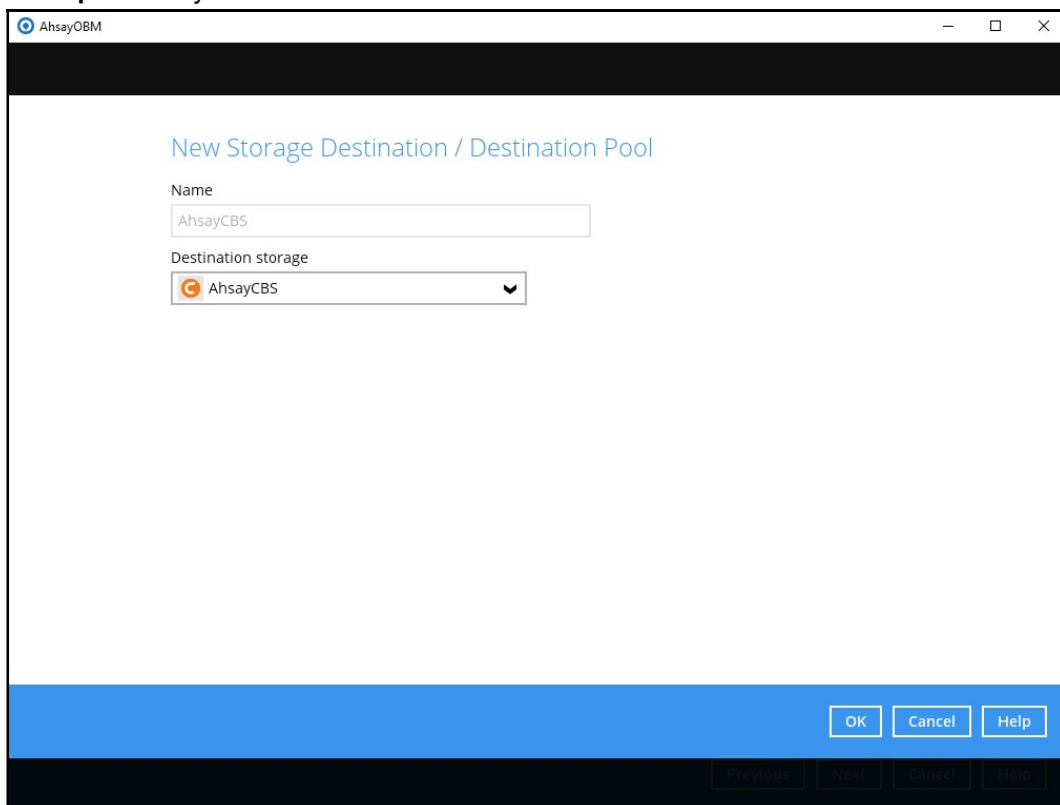 AhsayOBM
New Storage Destination / Destination Pool
Name
AhsayCBS
Destination storage
AhsayCBS
OK Cancel Help
Previous Next Cancel Help